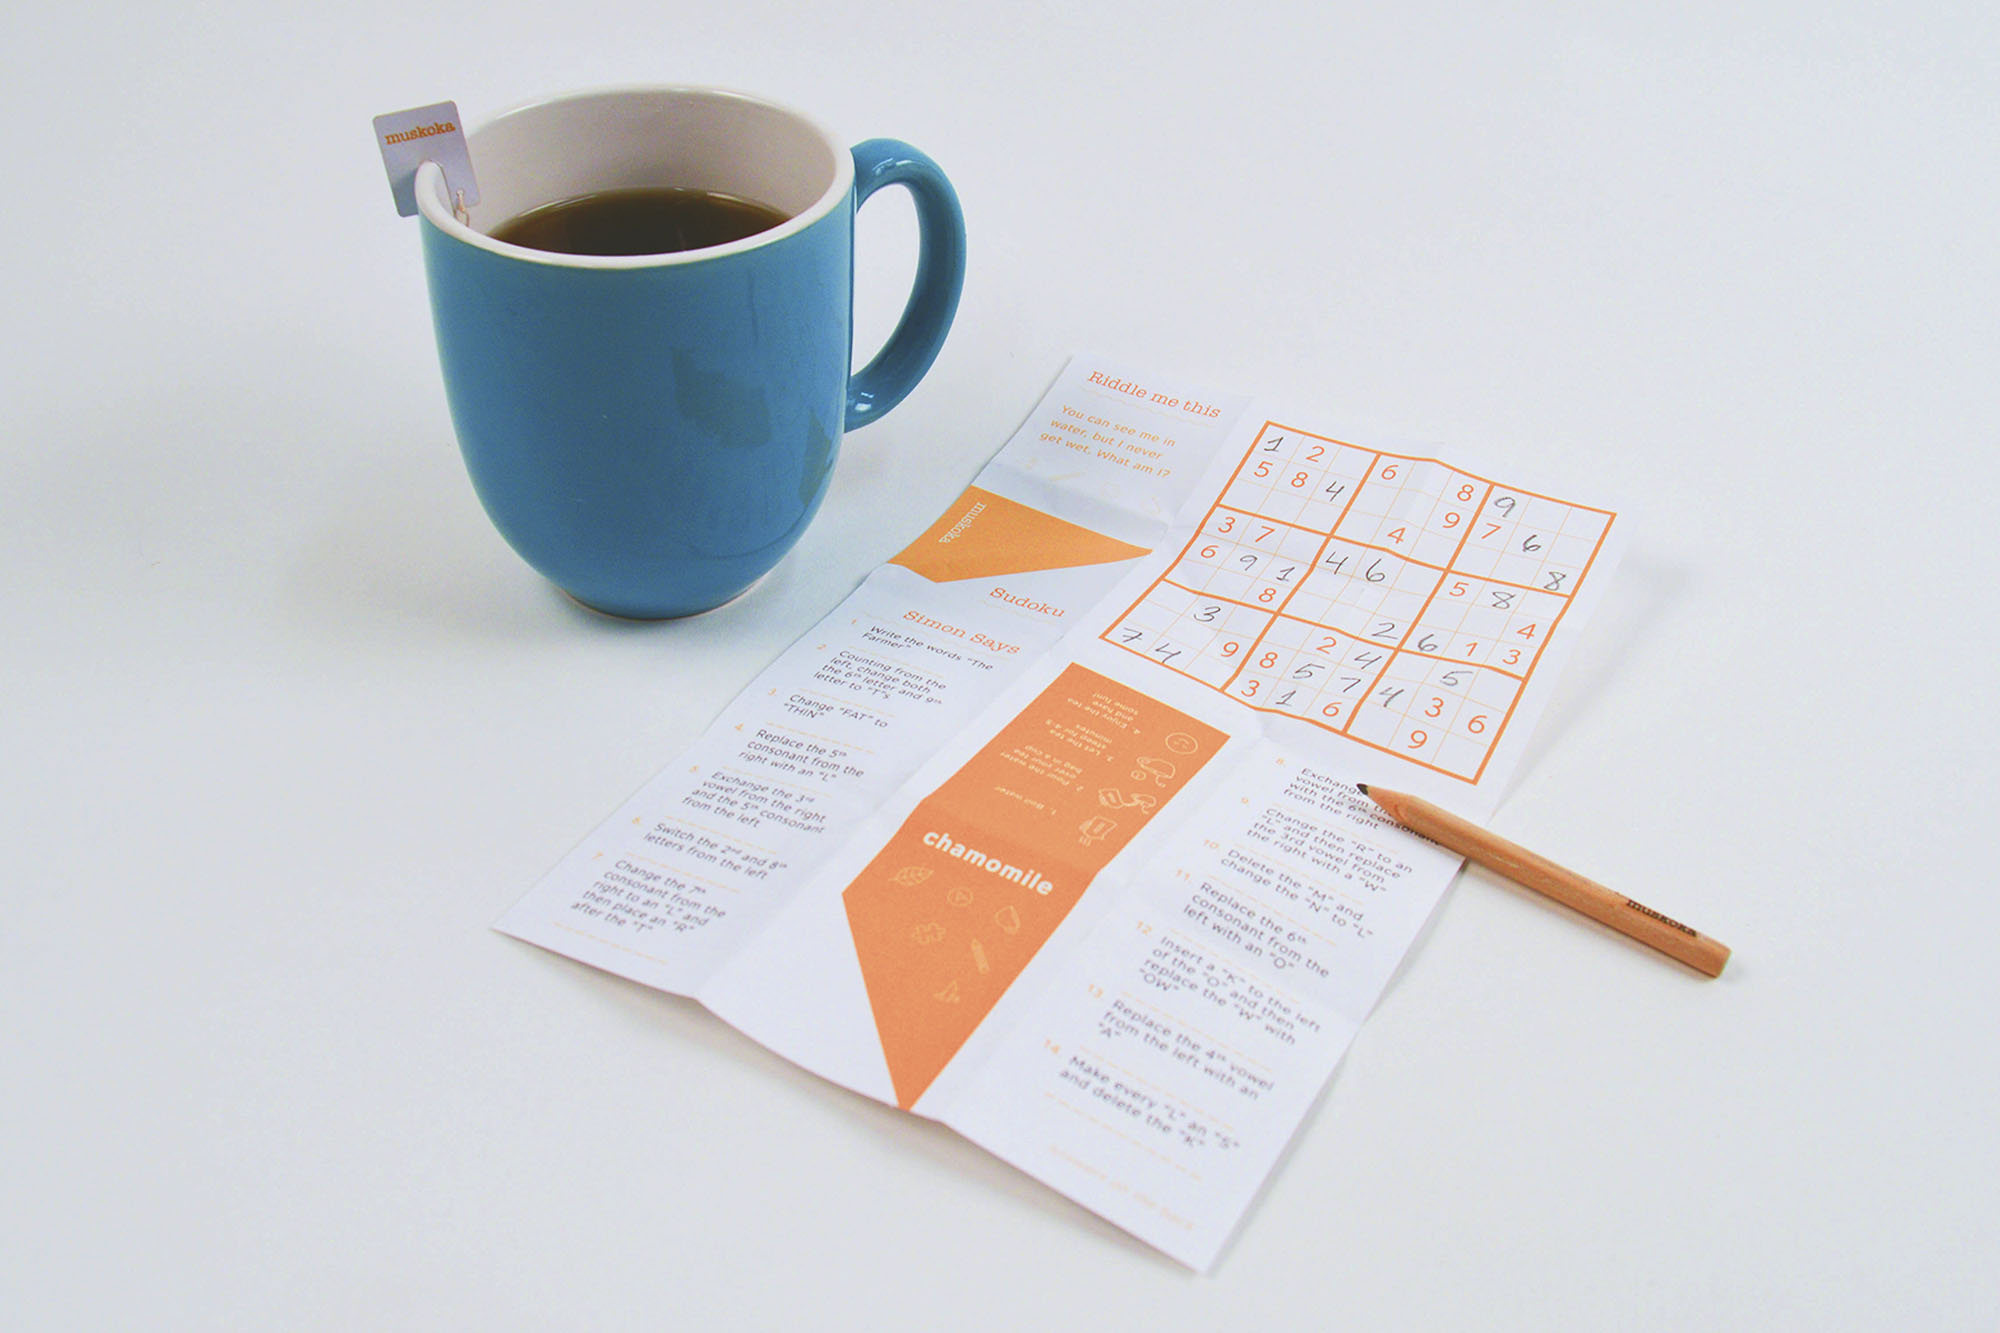 muskoka
Riddle me this
You can see me in
water, but I never
get wet. What am I?
muskoka
Sudoku
1 2 6 8 9
5 8 4 9 7 6
4 8
3 7 4 6 5 8
6 9 1 4
8 2 6 1 3
3 2 4 5
9 8 5 7 4 3 6
7 4 3 1 6 9
Simon Says
1. Write the words "The
Farmer"
2. Counting from the
left, change both
the 6th letter and 9th
letter to "T"s
3. Change "FAT" to
"THIN"
4. Replace the 5th
consonant from the
right with an "L"
5. Exchange the 3rd
vowel from the right
and the 5th consonant
from the left
6. Switch the 2nd and 8th
letters from the left
7. Change the 7th
consonant from the
right to an "L" and
then place an "R"
after the "T"
1. Boil water
2. Pour the water
over your tea
bag in a cup
3. Let the tea
steep for 4-5
minutes
4. Enjoy the tea
and have
some fun!
chamomile
8. Exchange
vowel from
with the 6th consonant
from the right
9. Change the "R" to an
"L" and then replace
the 3rd vowel from
the right with a "W"
10. Delete the "M" and
change the "N" to "L"
11. Replace the 6th
consonant from the
left with an "O"
12. Insert a "K" to the left
of the "O" and then
replace the "W" with
"OW"
13. Replace the 4th vowel
from the left with an
"A"
14. Make every "L" an "S"
and delete the "K"
muskoka